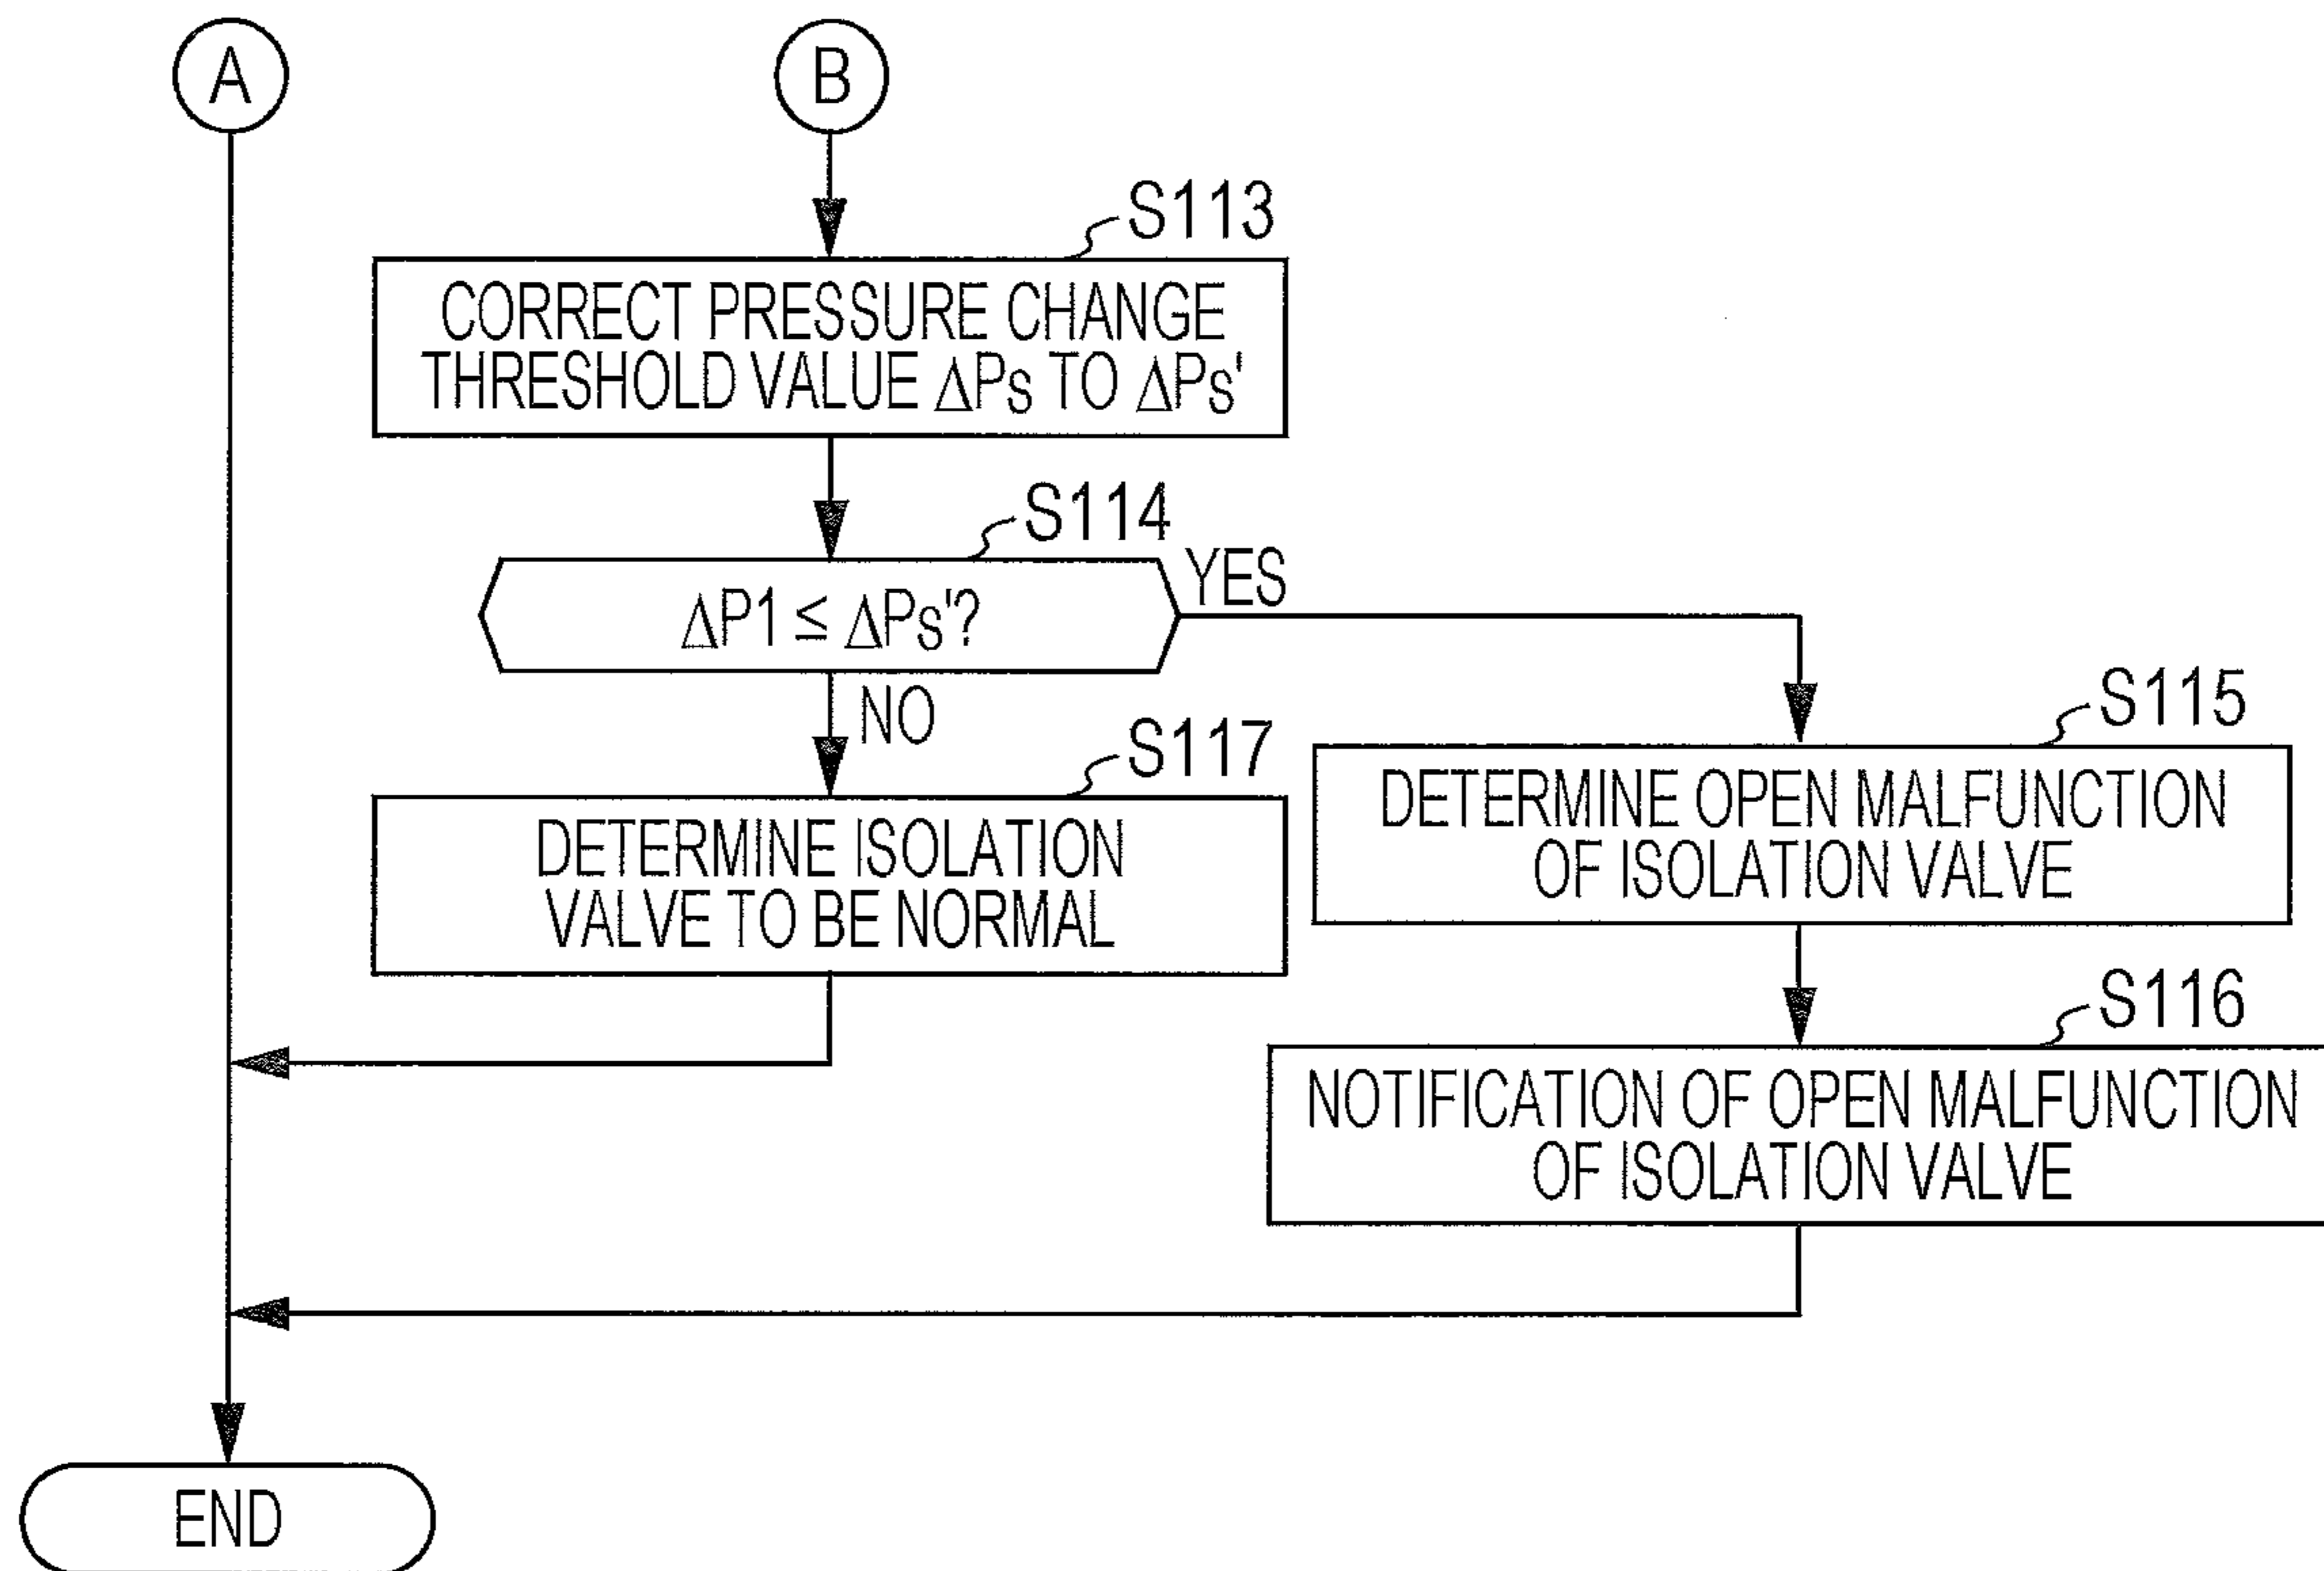 A
B
S113
CORRECT PRESSURE CHANGE
THRESHOLD VALUE ΔPs TO ΔPs'
S114
ΔP1 ≤ ΔPs'?
YES
NO
S117
DETERMINE ISOLATION
VALVE TO BE NORMAL
S115
DETERMINE OPEN MALFUNCTION
OF ISOLATION VALVE
S116
NOTIFICATION OF OPEN MALFUNCTION
OF ISOLATION VALVE
END